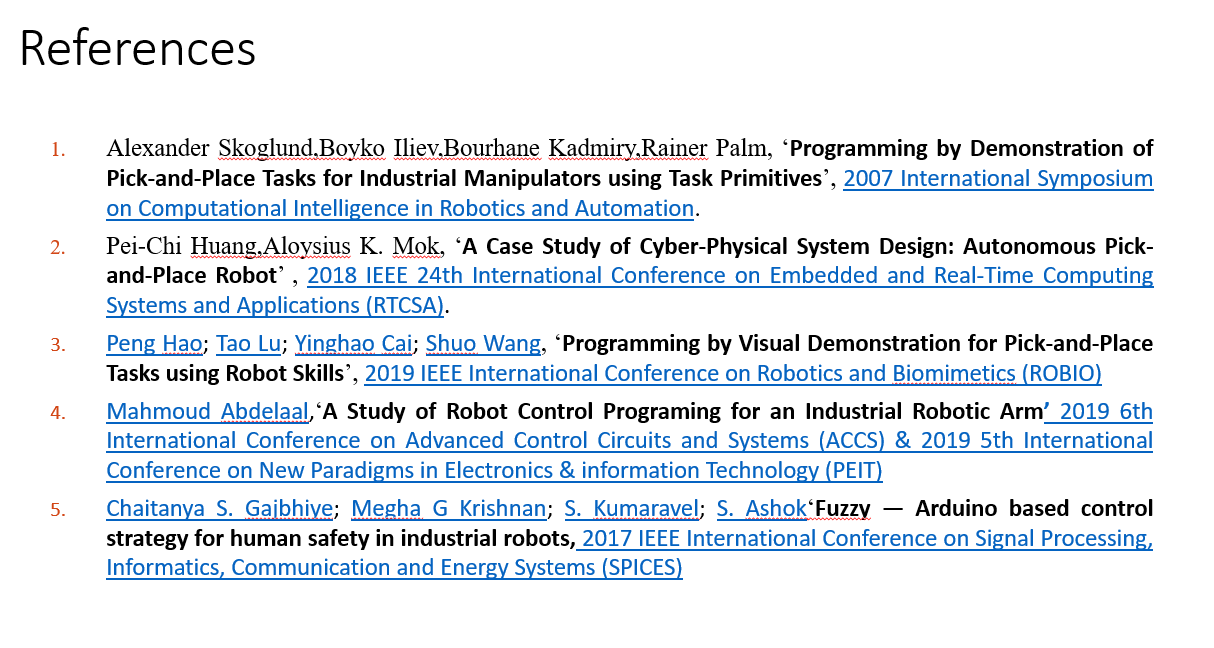 References
1. Alexander Skoglund,Boyko Iliev,Bourhane Kadmiry,Rainer Palm, ‘Programming by Demonstration of
Pick-and-Place Tasks for Industrial Manipulators using Task Primitives’, 2007 International Symposium
on Computational Intelligence in Robotics and Automation.
2. Pei-Chi Huang,Aloysius K. Mok, ‘A Case Study of Cyber-Physical System Design: Autonomous Pick-
and-Place Robot’ , 2018 IEEE 24th International Conference on Embedded and Real-Time Computing
Systems and Applications (RTCSA).
3. Peng Hao; Tao Lu; Yinghao Cai; Shuo Wang, ‘Programming by Visual Demonstration for Pick-and-Place
Tasks using Robot Skills’, 2019 IEEE International Conference on Robotics and Biomimetics (ROBIO)
4. Mahmoud Abdelaal,‘A Study of Robot Control Programing for an Industrial Robotic Arm’ 2019 6th
International Conference on Advanced Control Circuits and Systems (ACCS) & 2019 5th International
Conference on New Paradigms in Electronics & information Technology (PEIT)
5. Chaitanya S. Gajbhiye; Megha G Krishnan; S. Kumaravel; S. Ashok‘Fuzzy — Arduino based control
strategy for human safety in industrial robots, 2017 IEEE International Conference on Signal Processing,
Informatics, Communication and Energy Systems (SPICES)